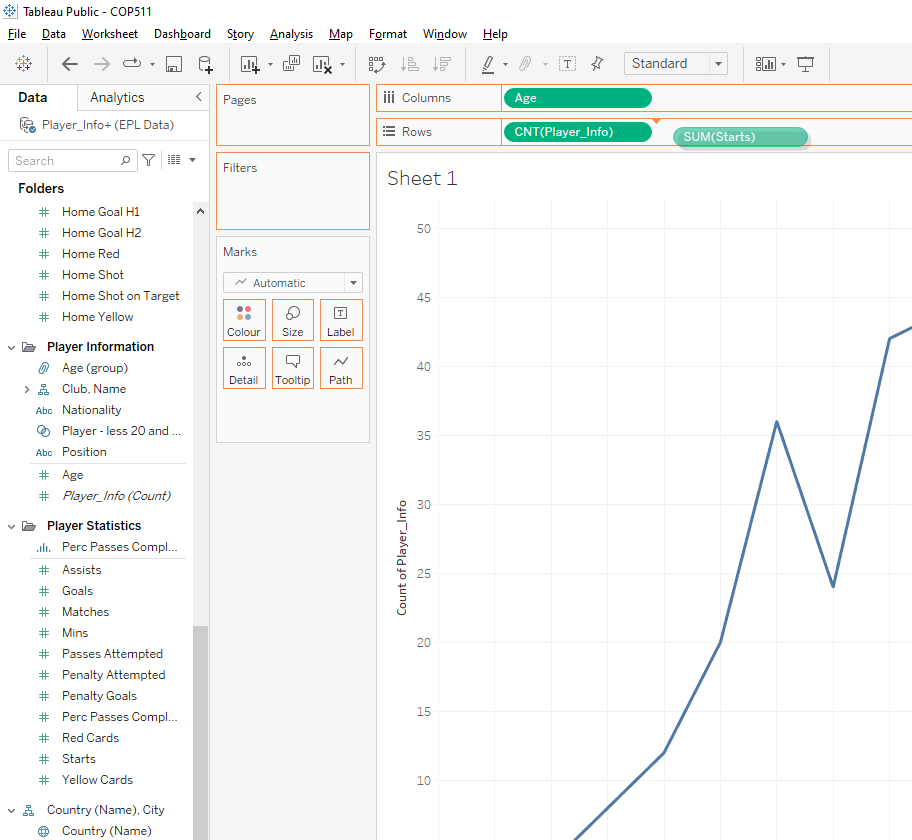 Tableau Public - COP511
File Data Worksheet Dashboard Story Analysis Map Format Window Help
Standard
Data Analytics
Player_Info+ (EPL Data)
Search
Folders
Home Goal H1
Home Goal H2
Home Red
Home Shot
Home Shot on Target
Home Yellow
Player Information
Age (group)
Club, Name
Abc Nationality
Player - less 20 and ...
Abc Position
Age
Player_Info (Count)
Player Statistics
Perc Passes Compl...
Assists
Goals
Matches
Mins
Passes Attempted
Penalty Attempted
Penalty Goals
Perc Passes Compl...
Red Cards
Starts
Yellow Cards
Country (Name), City
Country (Name)
Pages
Filters
Marks
Automatic
Colour Size Label
Detail Tooltip Path
Columns Age
Rows CNT(Player_Info) SUM(Starts)
Sheet 1
50
45
40
35
30
25
20
15
10
Count of Player_Info